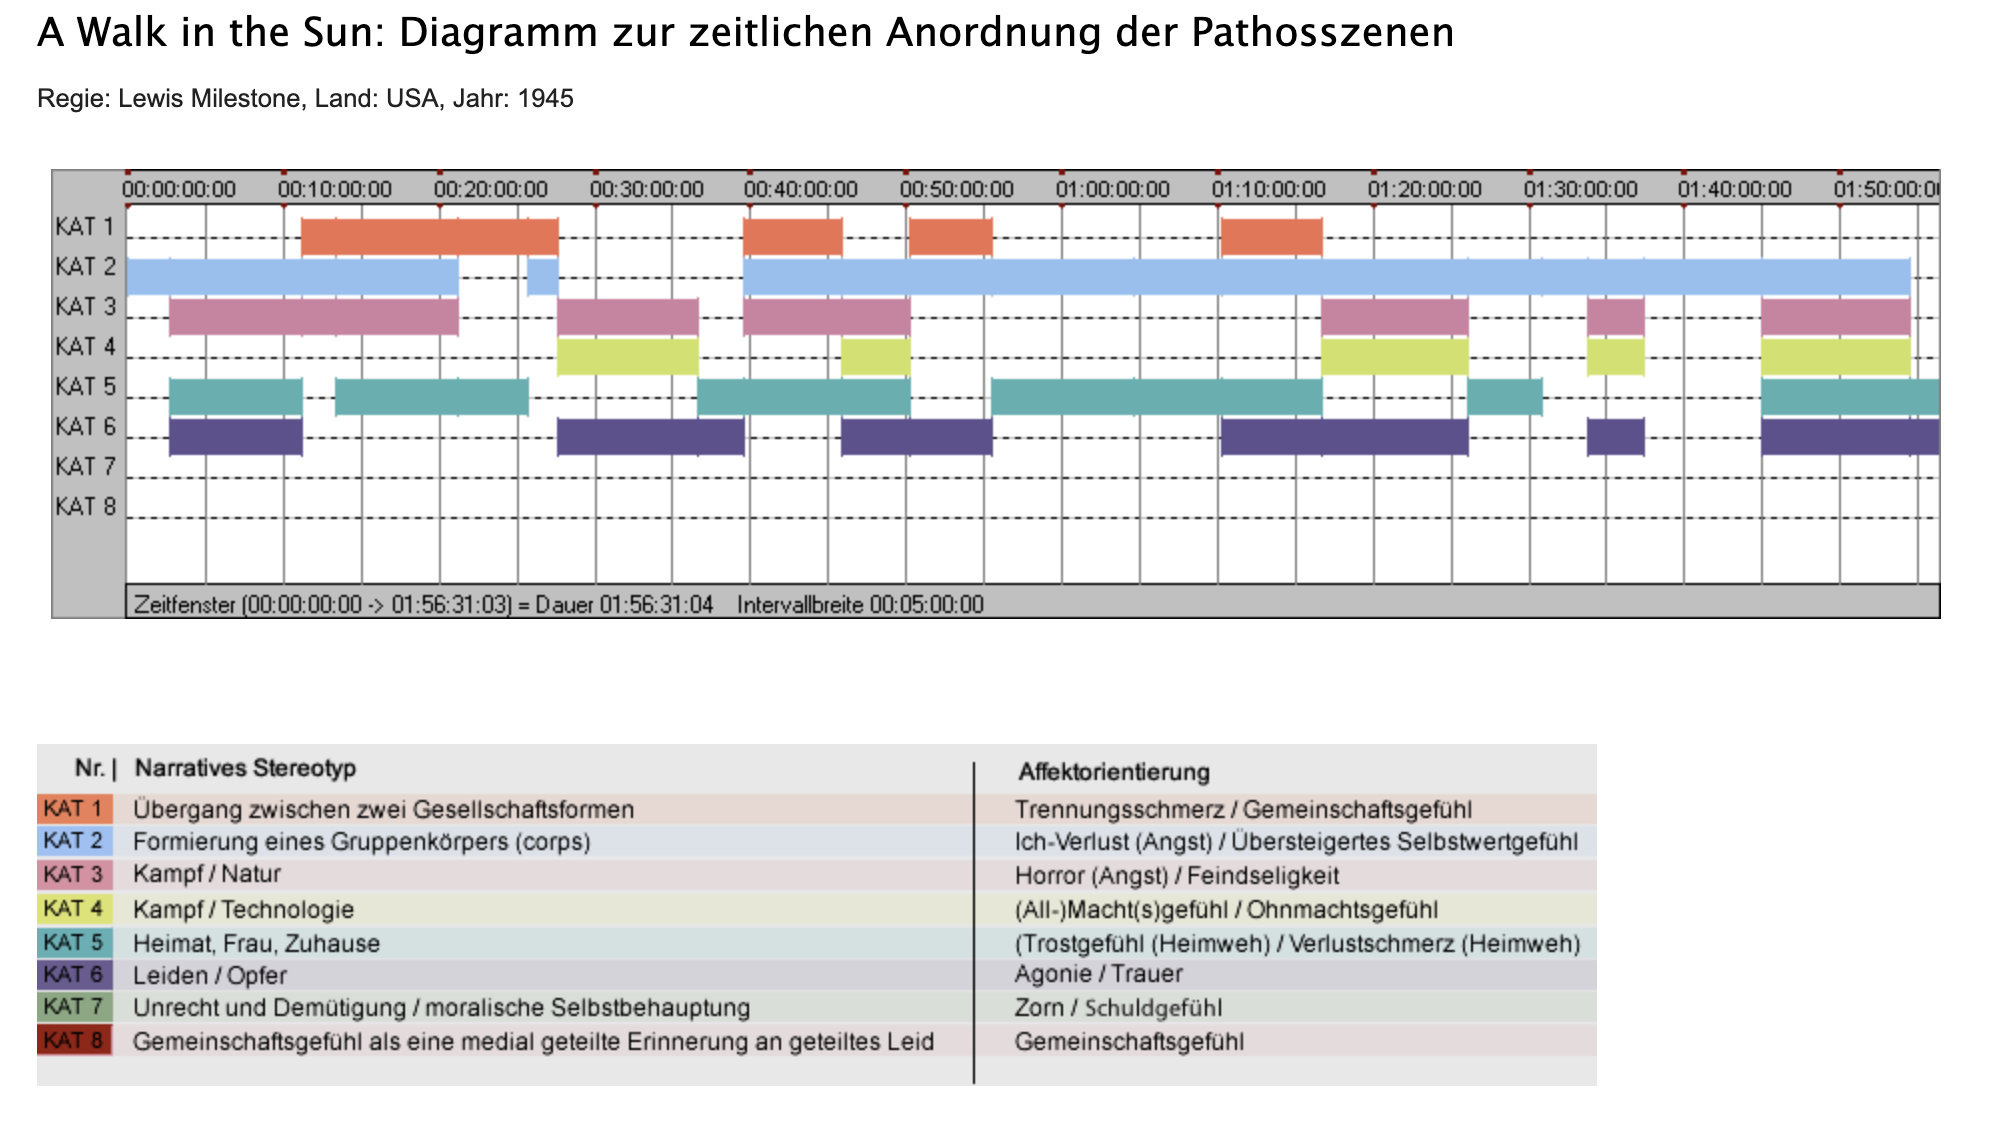 A Walk in the Sun: Diagramm zur zeitlichen Anordnung der Pathosszenen
Regie: Lewis Milestone, Land: USA, Jahr: 1945
00:00:00:00 00:10:00:00 00:20:00:00 00:30:00:00 00:40:00:00 00:50:00:00 01:00:00:00 01:10:00:00 01:20:00:00 01:30:00:00 01:40:00:00 01:50:00:0
KAT 1
KAT 2
KAT 3
KAT 4
KAT 5
KAT 6
KAT 7
KAT 8
Zeitfenster (00:00:00:00 -> 01:56:31:03) = Dauer 01:56:31:04 Intervallbreite 00:05:00:00
Nr. | Narratives Stereotyp Affektorientierung
KAT 1 Übergang zwischen zwei Gesellschaftsformen Trennungsschmerz / Gemeinschaftsgefühl
KAT 2 Formierung eines Gruppenkörpers (corps) Ich-Verlust (Angst) / Übersteigertes Selbstwertgefühl
KAT 3 Kampf / Natur Horror (Angst) / Feindseligkeit
KAT 4 Kampf / Technologie (All-)Macht(s)gefühl / Ohnmachtsgefühl
KAT 5 Heimat, Frau, Zuhause (Trostgefühl (Heimweh) / Verlustschmerz (Heimweh)
KAT 6 Leiden / Opfer Agonie / Trauer
KAT 7 Unrecht und Demütigung / moralische Selbstbehauptung Zorn / Schuldgefühl
KAT 8 Gemeinschaftsgefühl als eine medial geteilte Erinnerung an geteiltes Leid Gemeinschaftsgefühl